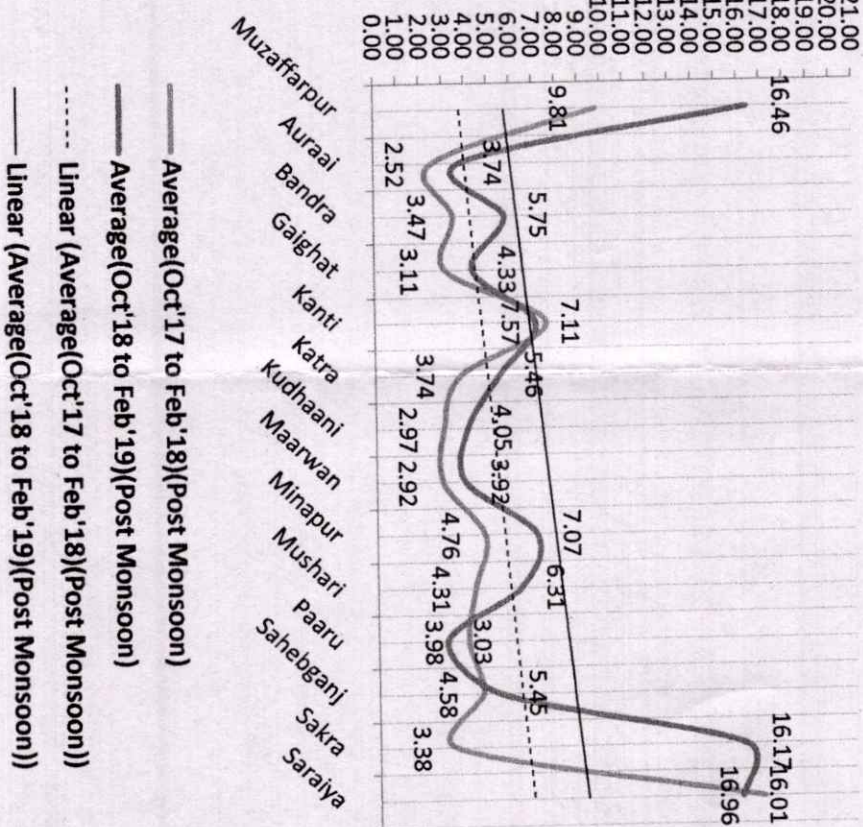 21.00
20.00
19.00
18.00
17.00
16.00
15.00
14.00
13.00
12.00
11.00
10.00
9.00
8.00
7.00
6.00
5.00
4.00
3.00
2.00
1.00
0.00
16.46
9.81
3.74
2.52
5.75
3.47
4.33
3.11
7.11
7.57
5.46
3.74
4.05
2.97
3.92
2.92
7.07
4.76
6.31
4.31
3.03
3.98
5.45
4.58
16.17
3.38
16.01
16.96
Muzaffarpur
Auraai
Bandra
Gaighat
Kanti
Katra
Kudhaani
Maarwan
Minapur
Mushari
Paaru
Sahebganj
Sakra
Saraiya
Average(Oct'17 to Feb'18)(Post Monsoon)
Average(Oct'18 to Feb'19)(Post Monsoon)
Linear (Average(Oct'17 to Feb'18)(Post Monsoon))
Linear (Average(Oct'18 to Feb'19)(Post Monsoon))